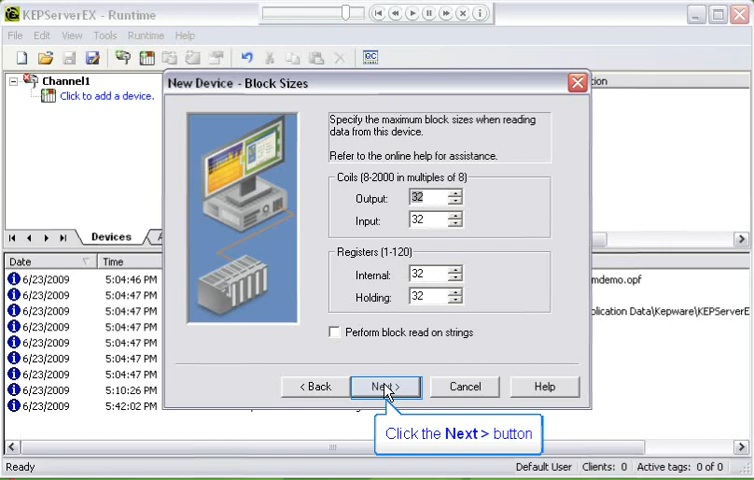 KEPServerEX - Runtime
File Edit View Tools Runtime Help
QC
Channel1
Click to add a device.
New Device - Block Sizes
Specify the maximum block sizes when reading
data from this device.
Refer to the online help for assistance.
Coils (8-2000 in multiples of 8)
Output: 32
Input: 32
Registers (1-120)
Internal: 32
Holding: 32
Perform block read on strings
< Back
Next >
Cancel
Help
Click the Next > button
Devices
Date Time
6/23/2009 5:04:46 PM mdemo.opf
6/23/2009 5:04:46 PM
6/23/2009 5:04:47 PM plication Data\Kepware\KEPServerE
6/23/2009 5:04:47 PM
6/23/2009 5:04:47 PM
6/23/2009 5:04:47 PM
6/23/2009 5:04:47 PM
6/23/2009 5:10:26 PM
6/23/2009 5:42:02 PM
Ready
Default User Clients: 0 Active tags: 0 of 0